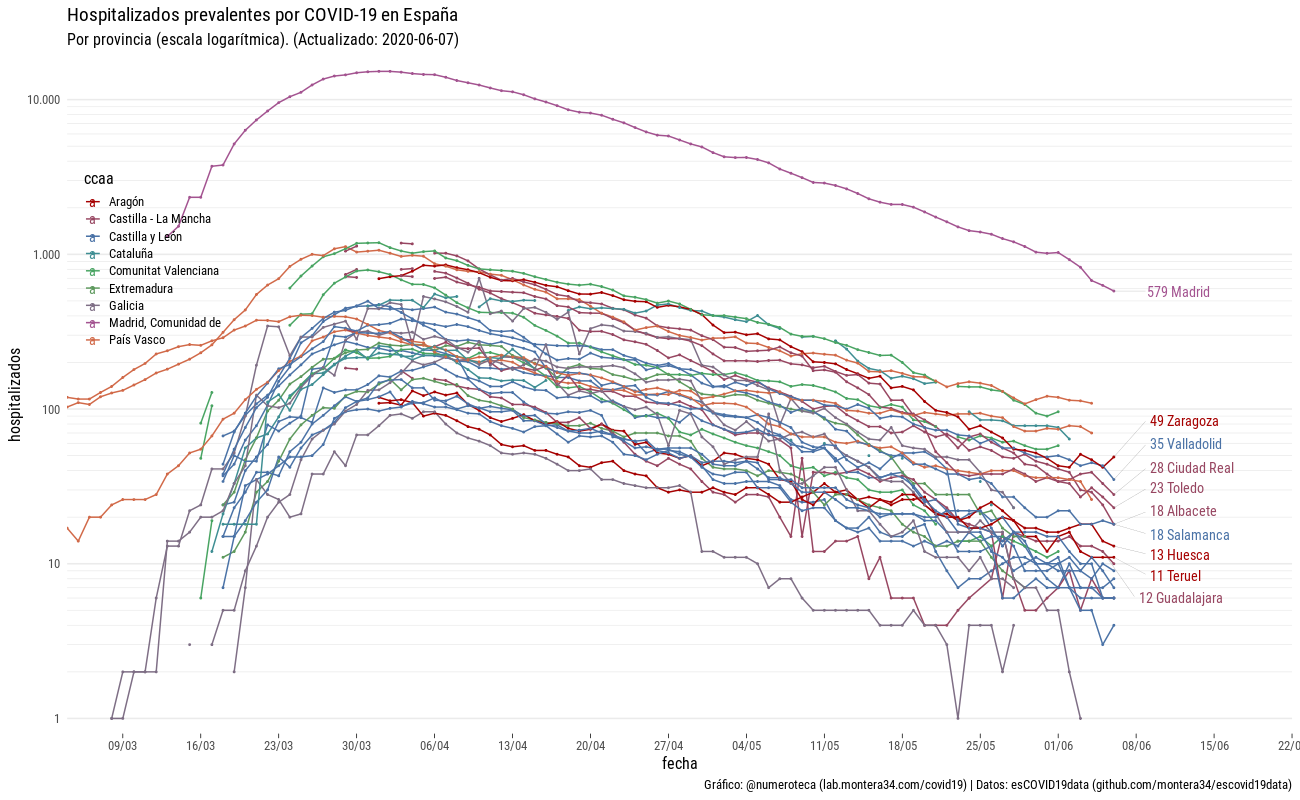 Hospitalizados prevalentes por COVID-19 en España
Por provincia (escala logarítmica). (Actualizado: 2020-06-07)
hospitalizados
10.000
1.000
100
10
1
ccaa
Aragón
Castilla - La Mancha
Castilla y León
Cataluña
Comunitat Valenciana
Extremadura
Galicia
Madrid, Comunidad de
País Vasco
579 Madrid
49 Zaragoza
35 Valladolid
28 Ciudad Real
23 Toledo
18 Albacete
18 Salamanca
13 Huesca
11 Teruel
12 Guadalajara
09/03 16/03 23/03 30/03 06/04 13/04 20/04 27/04 04/05 11/05 18/05 25/05 01/06 08/06 15/06 22/0
fecha
Gráfico: @numeroteca (lab.montera34.com/covid19) | Datos: esCOVID19data (github.com/montera34/escovid19data)